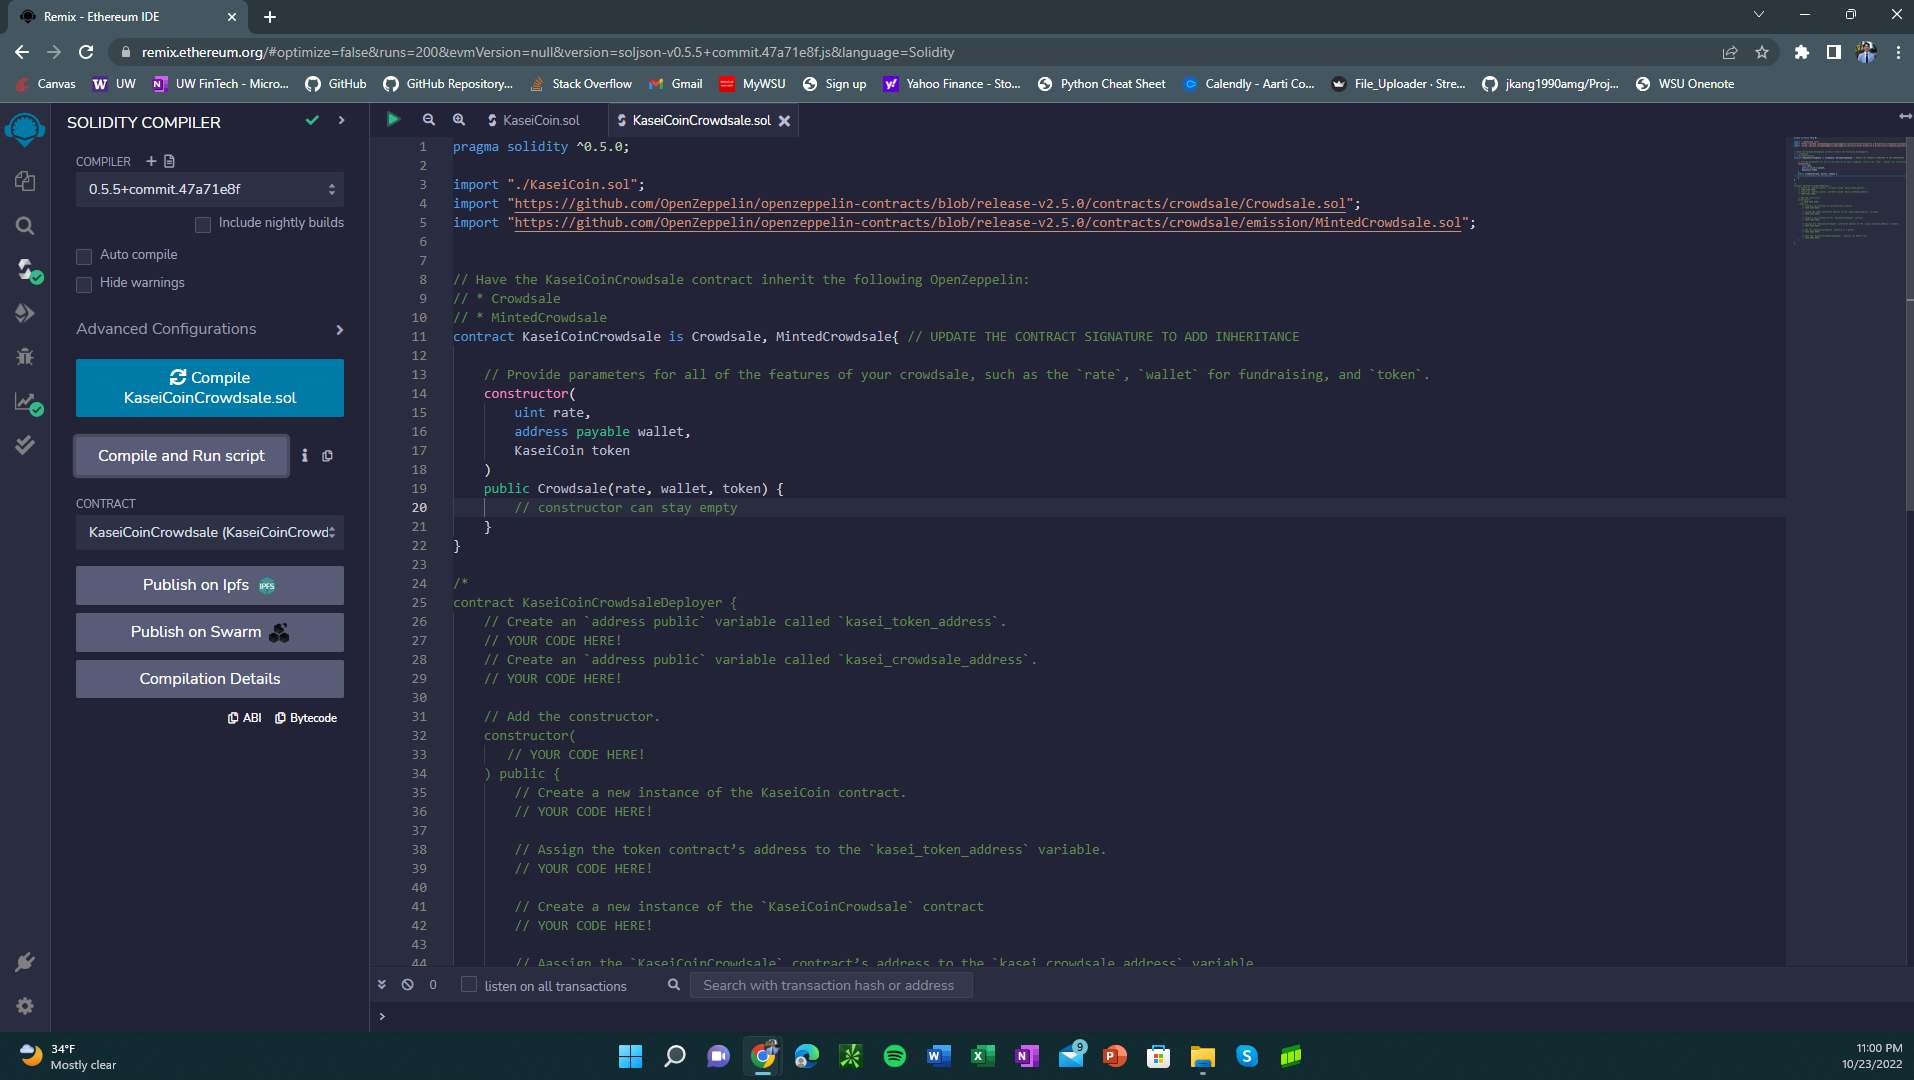 Remix - Ethereum IDE
remix.ethereum.org/#optimize=false&runs=200&evmVersion=null&version=soljson-v0.5.5+commit.47a71e8f.js&language=Solidity
Canvas
UW
UW FinTech - Micro...
GitHub
GitHub Repository...
Stack Overflow
Gmail
MyWSU
Sign up
Yahoo Finance - Sto...
Python Cheat Sheet
Calendly - Aarti Co...
File_Uploader · Stre...
jkang1990amg/Proj...
WSU Onenote
SOLIDITY COMPILER
COMPILER
0.5.5+commit.47a71e8f
Include nightly builds
Auto compile
Hide warnings
Advanced Configurations
Compile
KaseiCoinCrowdsale.sol
Compile and Run script
CONTRACT
KaseiCoinCrowdsale (KaseiCoinCrowd
Publish on Ipfs
IPFS
Publish on Swarm
Compilation Details
ABI
Bytecode
KaseiCoin.sol
KaseiCoinCrowdsale.sol
1 pragma solidity ^0.5.0;
2
3 import "./KaseiCoin.sol";
4 import "https://github.com/OpenZeppelin/openzeppelin-contracts/blob/release-v2.5.0/contracts/crowdsale/Crowdsale.sol";
5 import "https://github.com/OpenZeppelin/openzeppelin-contracts/blob/release-v2.5.0/contracts/crowdsale/emission/MintedCrowdsale.sol";
6
7
8 // Have the KaseiCoinCrowdsale contract inherit the following OpenZeppelin:
9 // * Crowdsale
10 // * MintedCrowdsale
11 contract KaseiCoinCrowdsale is Crowdsale, MintedCrowdsale{ // UPDATE THE CONTRACT SIGNATURE TO ADD INHERITANCE
12
13 // Provide parameters for all of the features of your crowdsale, such as the `rate`, `wallet` for fundraising, and `token`.
14 constructor(
15 uint rate,
16 address payable wallet,
17 KaseiCoin token
18 )
19 public Crowdsale(rate, wallet, token) {
20 // constructor can stay empty
21 }
22 }
23
24 /*
25 contract KaseiCoinCrowdsaleDeployer {
26 // Create an `address public` variable called `kasei_token_address`.
27 // YOUR CODE HERE!
28 // Create an `address public` variable called `kasei_crowdsale_address`.
29 // YOUR CODE HERE!
30
31 // Add the constructor.
32 constructor(
33 // YOUR CODE HERE!
34 ) public {
35 // Create a new instance of the KaseiCoin contract.
36 // YOUR CODE HERE!
37
38 // Assign the token contract’s address to the `kasei_token_address` variable.
39 // YOUR CODE HERE!
40
41 // Create a new instance of the `KaseiCoinCrowdsale` contract
42 // YOUR CODE HERE!
43
44 // Aassign the `KaseiCoinCrowdsale` contract’s address to the `kasei_crowdsale_address` variable
0
listen on all transactions
Search with transaction hash or address
>
34°F
Mostly clear
9
11:00 PM
10/23/2022